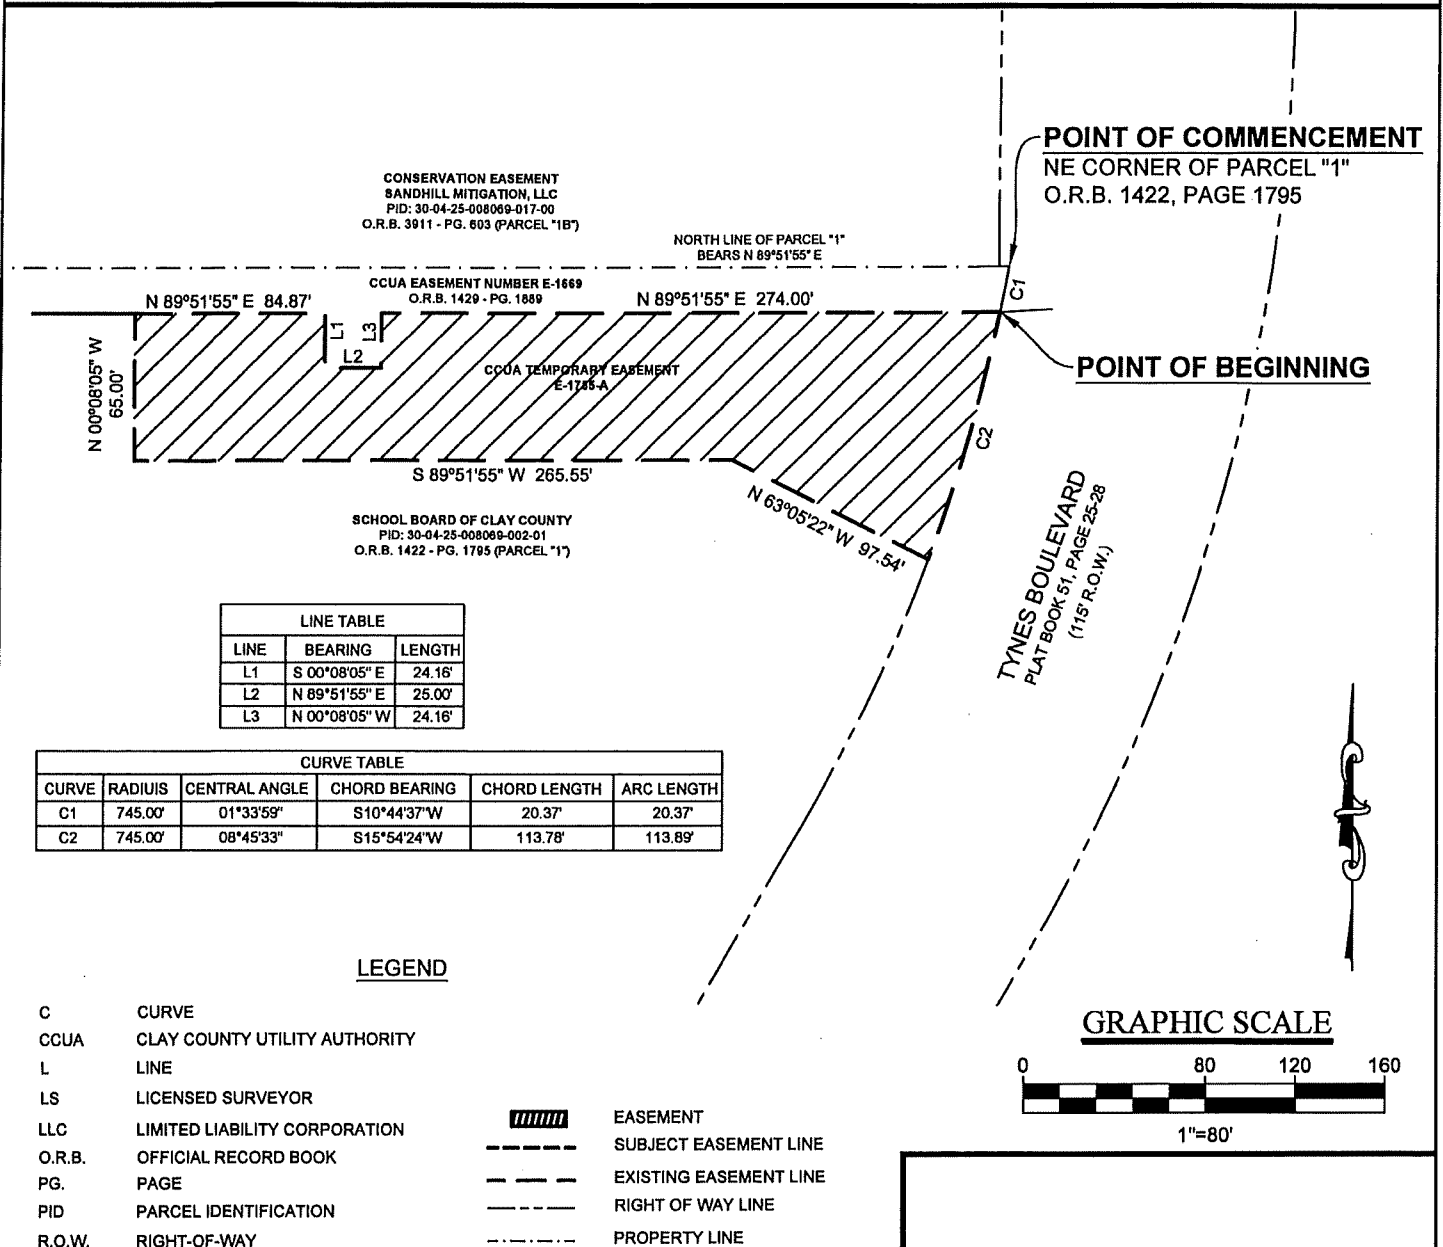 POINT OF COMMENCEMENT
NE CORNER OF PARCEL "1"
O.R.B. 1422, PAGE 1795
CONSERVATION EASEMENT
SANDHILL MITIGATION, LLC
PID: 30-04-25-008069-017-00
O.R.B. 3911 - PG. 603 (PARCEL "1B")
NORTH LINE OF PARCEL "1"
BEARS N 89°51'55" E
CCUA EASEMENT NUMBER E-1669
O.R.B. 1429 - PG. 1889
N 89°51'55" E 84.87'
N 89°51'55" E 274.00'
C1
L1
L3
L2
POINT OF BEGINNING
CCUA TEMPORARY EASEMENT
E-1785-A
N 00°08'05" W
65.00'
C2
S 89°51'55" W 265.55'
N 63°05'22" W 97.54'
SCHOOL BOARD OF CLAY COUNTY
PID: 30-04-25-008069-002-01
O.R.B. 1422 - PG. 1795 (PARCEL "1")
TYNES BOULEVARD
PLAT BOOK 51, PAGE 25-28
(115' R.O.W.)
LINE TABLE
LINE BEARING LENGTH
L1 S 00°08'05" E 24.16'
L2 N 89°51'55" E 25.00'
L3 N 00°08'05" W 24.16'
CURVE TABLE
CURVE RADIUIS CENTRAL ANGLE CHORD BEARING CHORD LENGTH ARC LENGTH
C1 745.00' 01°33'59" S10°44'37"W 20.37' 20.37'
C2 745.00' 08°45'33" S15°54'24"W 113.78' 113.89'
LEGEND
C CURVE
CCUA CLAY COUNTY UTILITY AUTHORITY
L LINE
LS LICENSED SURVEYOR
LLC LIMITED LIABILITY CORPORATION
O.R.B. OFFICIAL RECORD BOOK
PG. PAGE
PID PARCEL IDENTIFICATION
R.O.W. RIGHT-OF-WAY
EASEMENT
SUBJECT EASEMENT LINE
EXISTING EASEMENT LINE
RIGHT OF WAY LINE
PROPERTY LINE
GRAPHIC SCALE
0 80 120 160
1"=80'